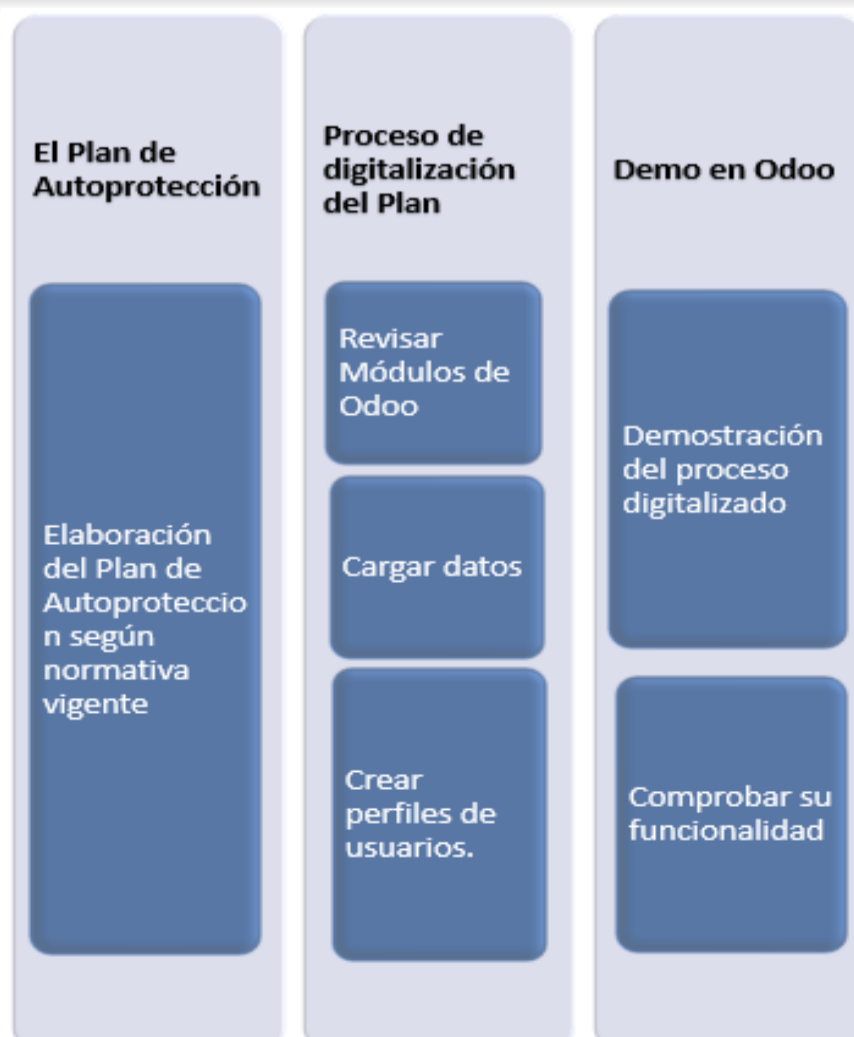 El Plan de
Autoprotección
Elaboración
del Plan de
Autoproteccio
n según
normativa
vigente
Proceso de
digitalización
del Plan
Revisar
Módulos de
Odoo
Cargar datos
Crear
perfiles de
usuarios.
Demo en Odoo
Demostración
del proceso
digitalizado
Comprobar su
funcionalidad